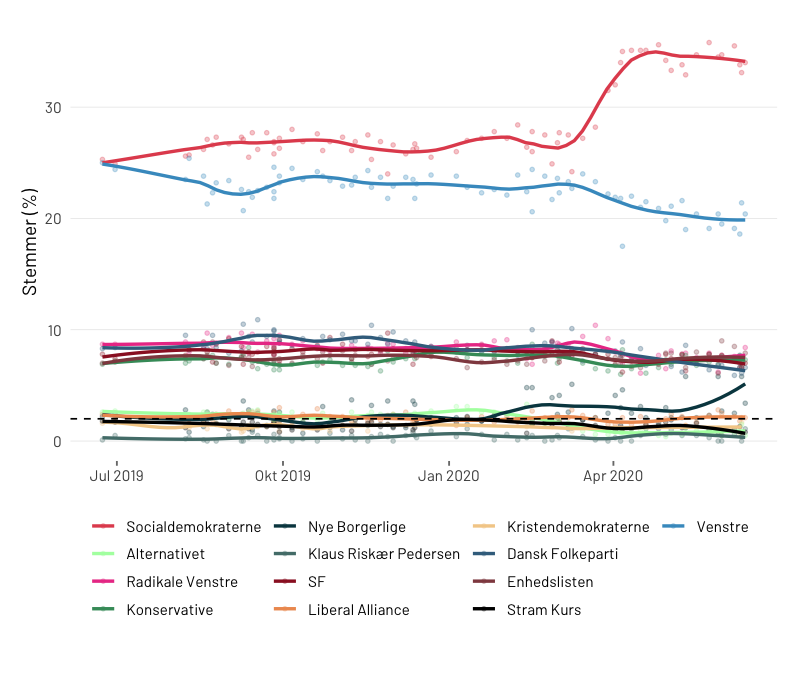 Stemmer (%)
30
20
10
0
Jul 2019
Okt 2019
Jan 2020
Apr 2020
Socialdemokraterne
Nye Borgerlige
Kristendemokraterne
Venstre
Alternativet
Klaus Riskær Pedersen
Dansk Folkeparti
Radikale Venstre
SF
Enhedslisten
Konservative
Liberal Alliance
Stram Kurs